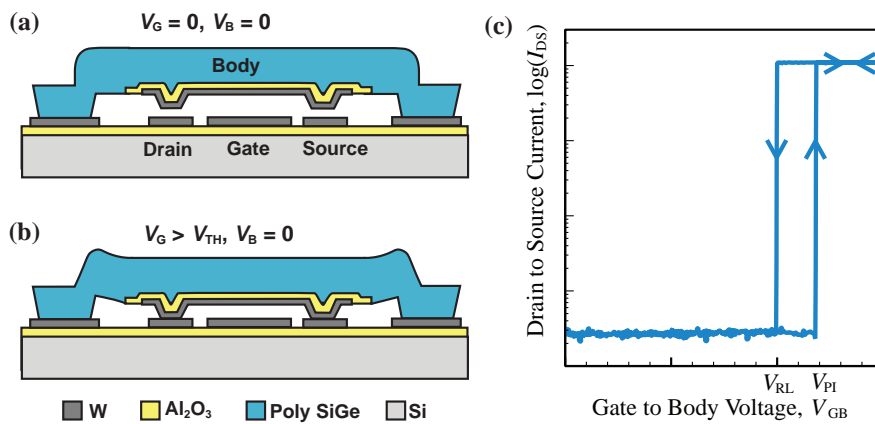 (a)
V_G = 0, V_B = 0
Body
Drain Gate Source
(b)
V_G > V_TH, V_B = 0
W Al₂O₃ Poly SiGe Si
(c)
Drain to Source Current, log(I_DS)
V_RL V_PI
Gate to Body Voltage, V_GB